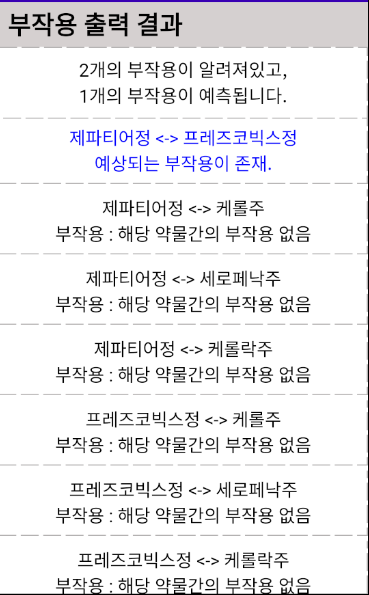 부작용 출력 결과
2개의 부작용이 알려져있고,
1개의 부작용이 예측됩니다.
제파티어정 <-> 프레즈코빅스정
예상되는 부작용이 존재.
제파티어정 <-> 케롤주
부작용 : 해당 약물간의 부작용 없음
제파티어정 <-> 세로페낙주
부작용 : 해당 약물간의 부작용 없음
제파티어정 <-> 케롤락주
부작용 : 해당 약물간의 부작용 없음
프레즈코빅스정 <-> 케롤주
부작용 : 해당 약물간의 부작용 없음
프레즈코빅스정 <-> 세로페낙주
부작용 : 해당 약물간의 부작용 없음
프레즈코빅스정 <-> 케롤락주
부작용 : 해당 약물간의 부작용 없음